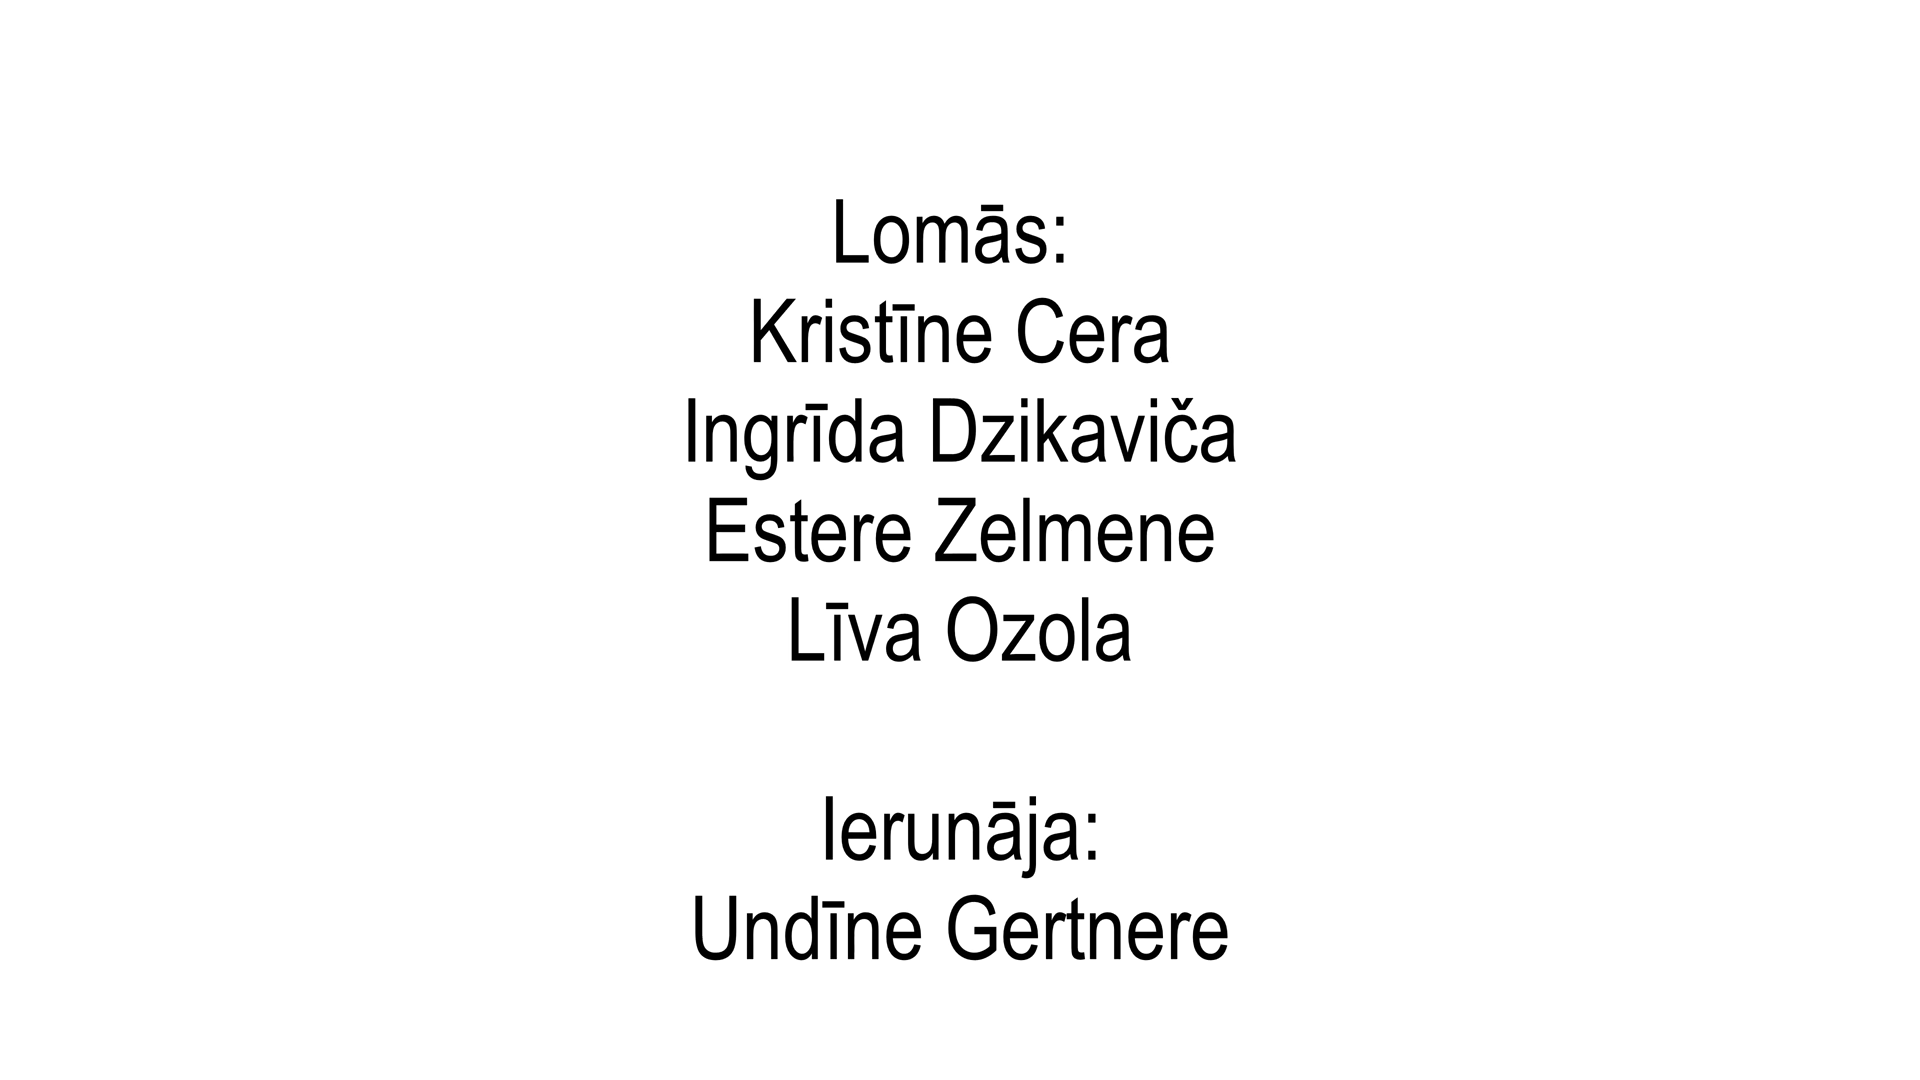 Lomās:
Kristīne Cera
Ingrīda Dzikaviča
Estere Zelmene
Līva Ozola
Ierunāja:
Undīne Gertnere